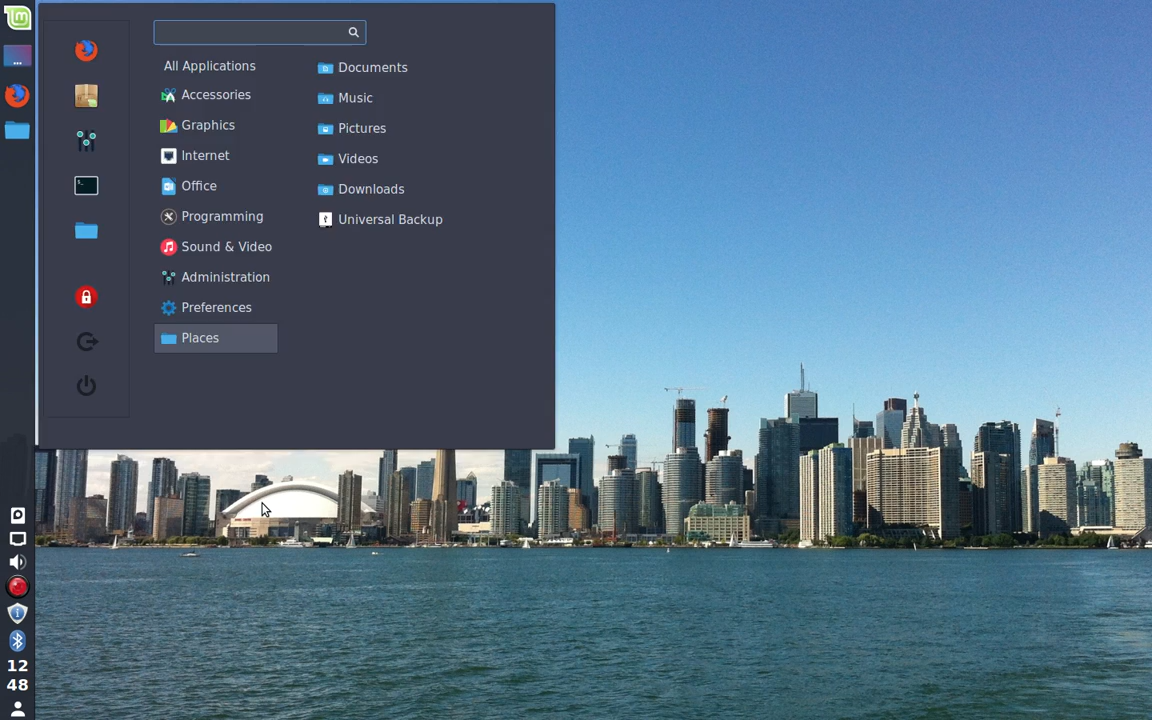 All Applications
Accessories
Graphics
Internet
Office
Programming
Sound & Video
Administration
Preferences
Places
Documents
Music
Pictures
Videos
Downloads
Universal Backup
12
48